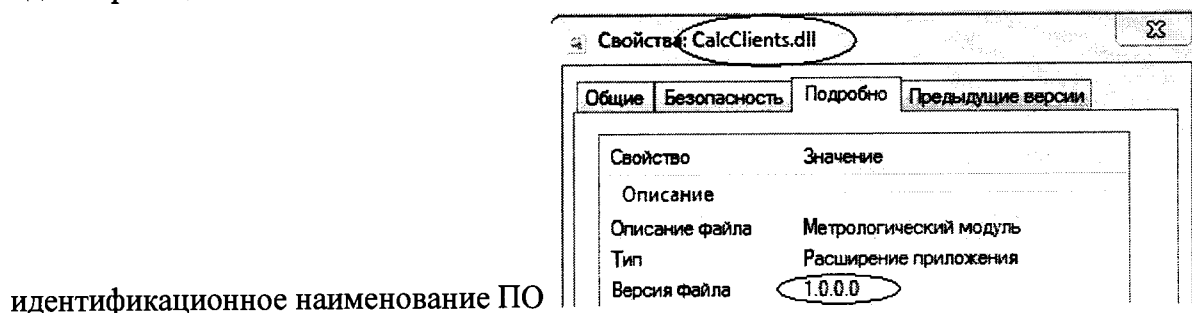 Свойства: CalcClients.dll
Общие Безопасность Подробно Предыдущие версии
Свойство Значение
Описание
Описание файла Метрологический модуль
Тип Расширение приложения
Версия файла 1.0.0.0
идентификационное наименование ПО